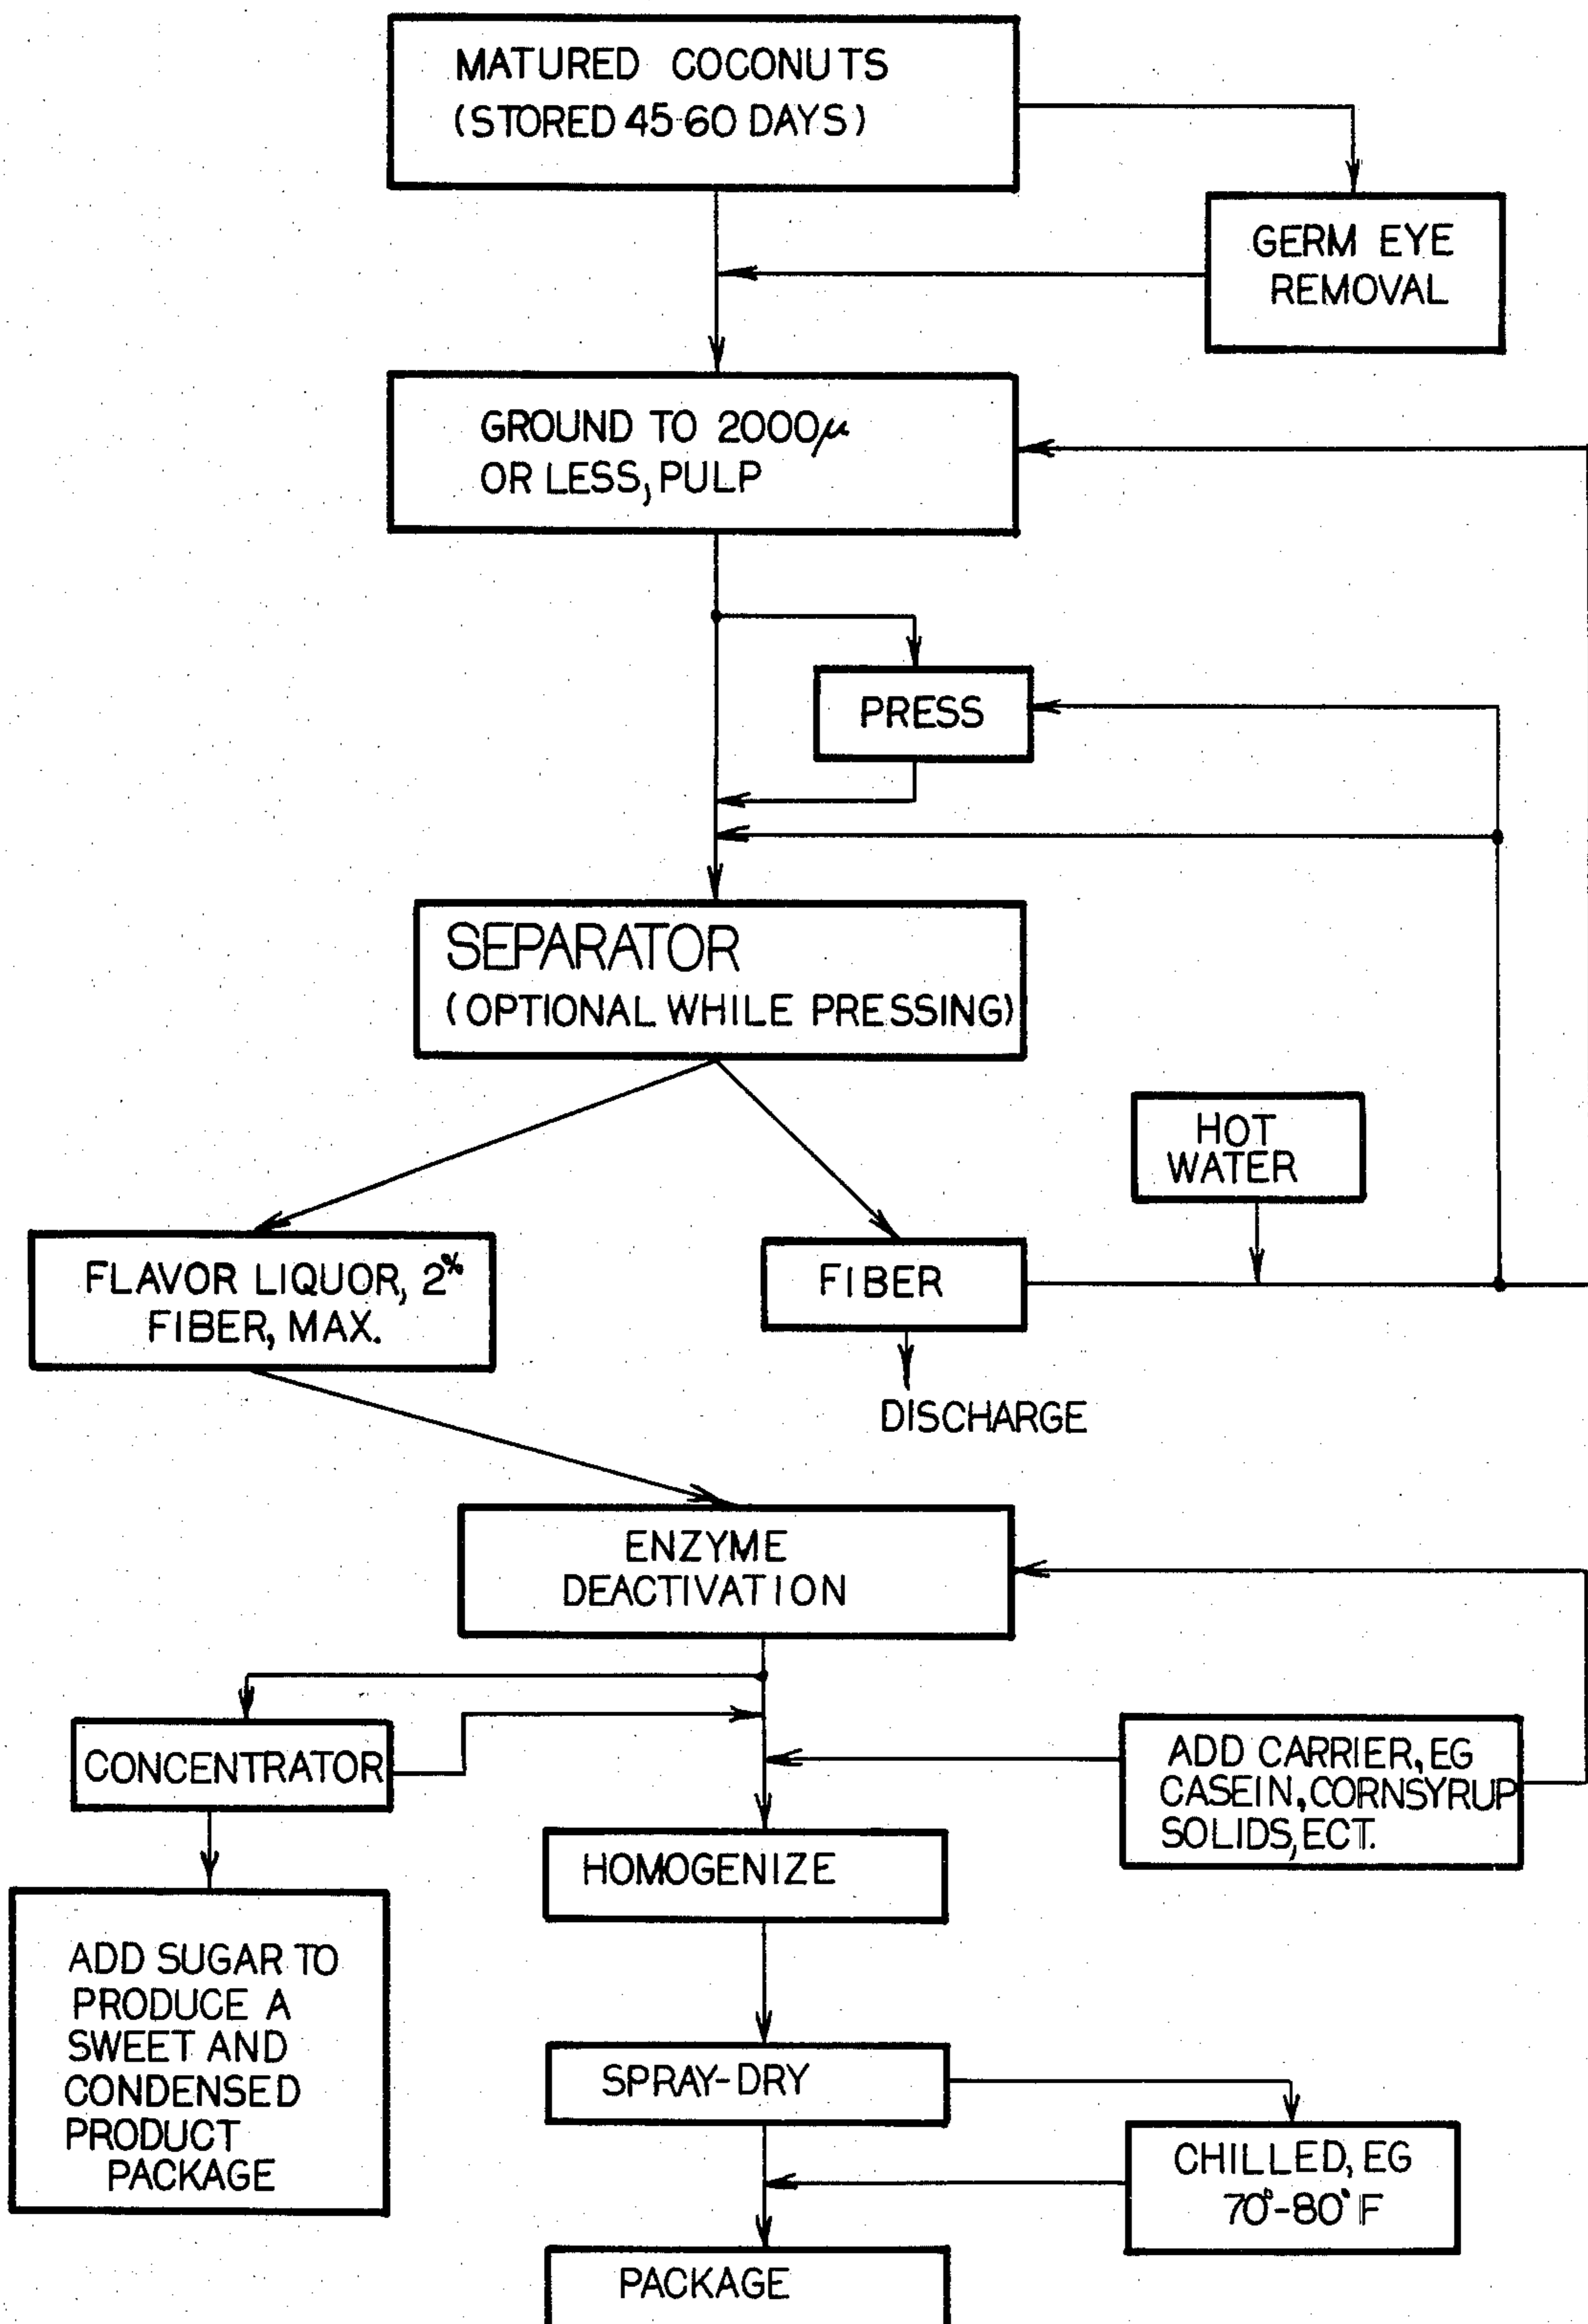 MATURED COCONUTS
(STORED 45-60 DAYS)
GERM EYE
REMOVAL
GROUND TO 2000μ
OR LESS, PULP
PRESS
SEPARATOR
(OPTIONAL WHILE PRESSING)
HOT
WATER
FLAVOR LIQUOR, 2%
FIBER, MAX.
FIBER
DISCHARGE
ENZYME
DEACTIVATION
CONCENTRATOR
ADD CARRIER, EG
CASEIN, CORNSYRUP
SOLIDS, ECT.
HOMOGENIZE
ADD SUGAR TO
PRODUCE A
SWEET AND
CONDENSED
PRODUCT
PACKAGE
SPRAY-DRY
CHILLED, EG
70°-80°F
PACKAGE